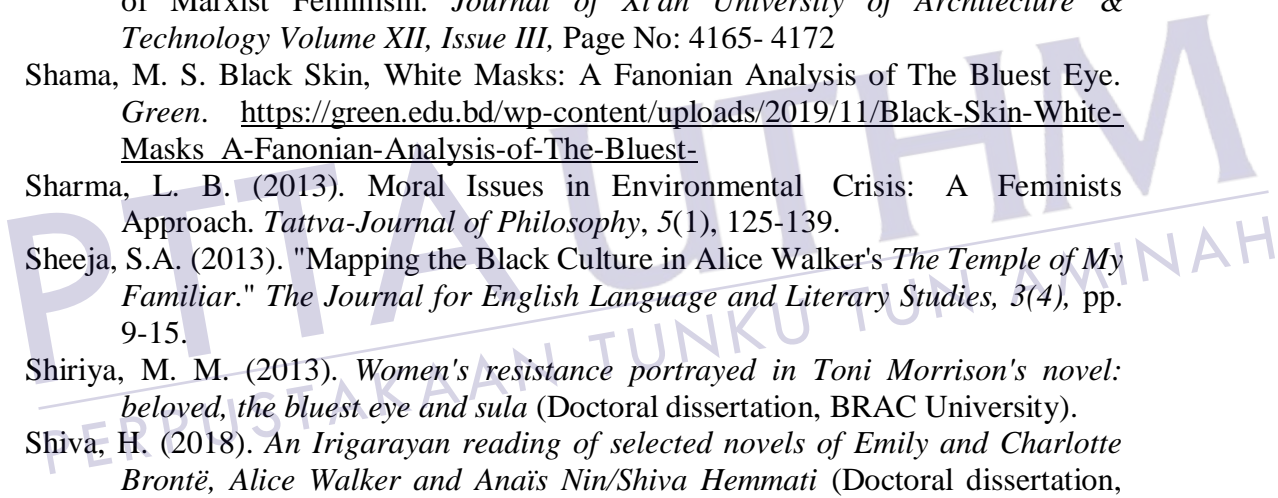 of Marxist Feminism. Journal of Xi'an University of Architecture &
Technology Volume XII, Issue III, Page No: 4165- 4172
Shama, M. S. Black Skin, White Masks: A Fanonian Analysis of The Bluest Eye.
Green. https://green.edu.bd/wp-content/uploads/2019/11/Black-Skin-White-
Masks_A-Fanonian-Analysis-of-The-Bluest-
Sharma, L. B. (2013). Moral Issues in Environmental Crisis: A Feminists
Approach. Tattva-Journal of Philosophy, 5(1), 125-139.
Sheeja, S.A. (2013). "Mapping the Black Culture in Alice Walker's The Temple of My
Familiar." The Journal for English Language and Literary Studies, 3(4), pp.
9-15.
Shiriya, M. M. (2013). Women's resistance portrayed in Toni Morrison's novel:
beloved, the bluest eye and sula (Doctoral dissertation, BRAC University).
Shiva, H. (2018). An Irigarayan reading of selected novels of Emily and Charlotte
Brontë, Alice Walker and Anaïs Nin/Shiva Hemmati (Doctoral dissertation,
PTTA UTHM
PERPUSTAKAAN TUNKU TUN AMINAH